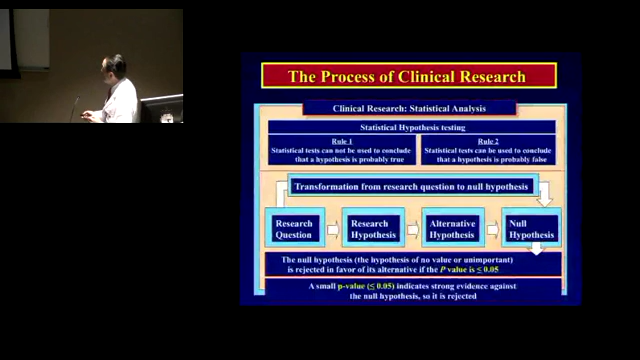 The Process of Clinical Research
Clinical Research: Statistical Analysis
Statistical Hypothesis testing
Rule 1
Statistical tests can not be used to conclude
that a hypothesis is probably true
Rule 2
Statistical tests can be used to conclude
that a hypothesis is probably false
Transformation from research question to null hypothesis
Research
Question
Research
Hypothesis
Alternative
Hypothesis
Null
Hypothesis
The null hypothesis (the hypothesis of no value or unimportant)
is rejected in favor of its alternative if the P value is ≤ 0.05
A small p-value (≤ 0.05) indicates strong evidence against
the null hypothesis, so it is rejected